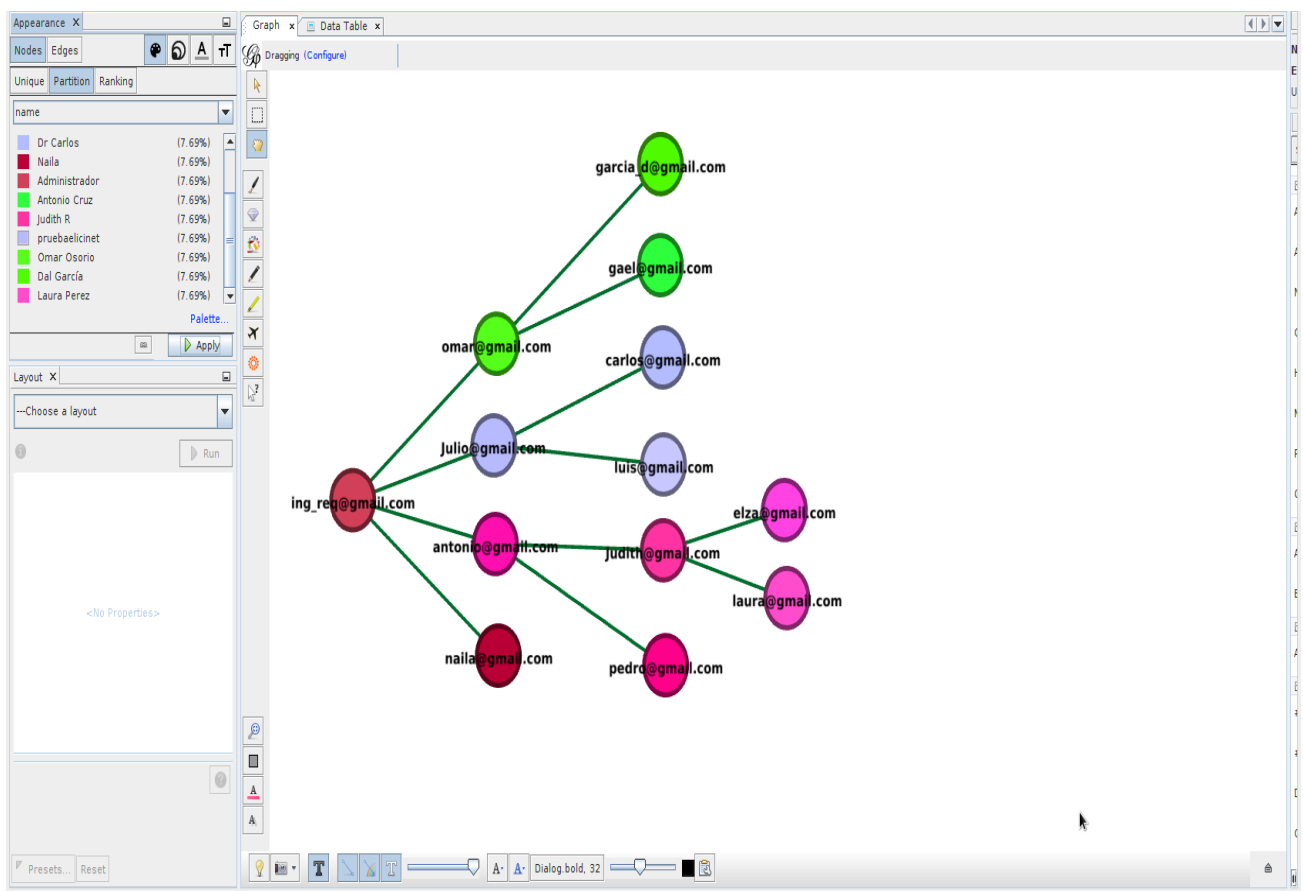 Appearance X
Nodes Edges A TT
Unique Partition Ranking
name
Dr Carlos (7.69%)
Naila (7.69%)
Administrador (7.69%)
Antonio Cruz (7.69%)
Judith R (7.69%)
pruebaelicinet (7.69%)
Omar Osorio (7.69%)
Dal García (7.69%)
Laura Perez (7.69%)
Palette...
Apply
Layout X
---Choose a layout
Run
<No Properties>
Presets... Reset
Graph x Data Table x
Dragging (Configure)
garcia_d@gmail.com
gael@gmail.com
omar@gmail.com
carlos@gmail.com
Julio@gmail.com
luis@gmail.com
ing_req@gmail.com
elza@gmail.com
antonio@gmail.com
Judith@gmail.com
laura@gmail.com
naila@gmail.com
pedro@gmail.com
A
A
T T A- A- Dialog.bold, 32